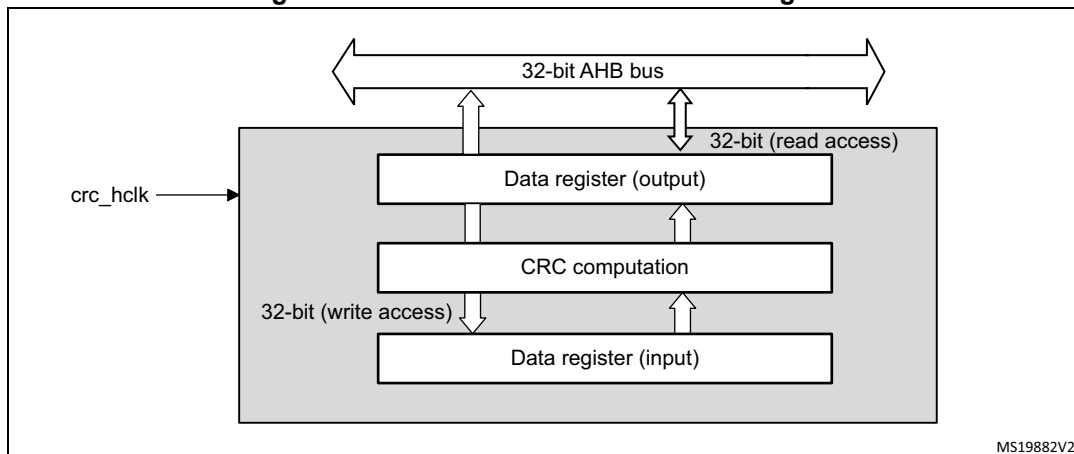 32-bit AHB bus
32-bit (read access)
Data register (output)
crc_hclk
CRC computation
32-bit (write access)
Data register (input)
MS19882V2